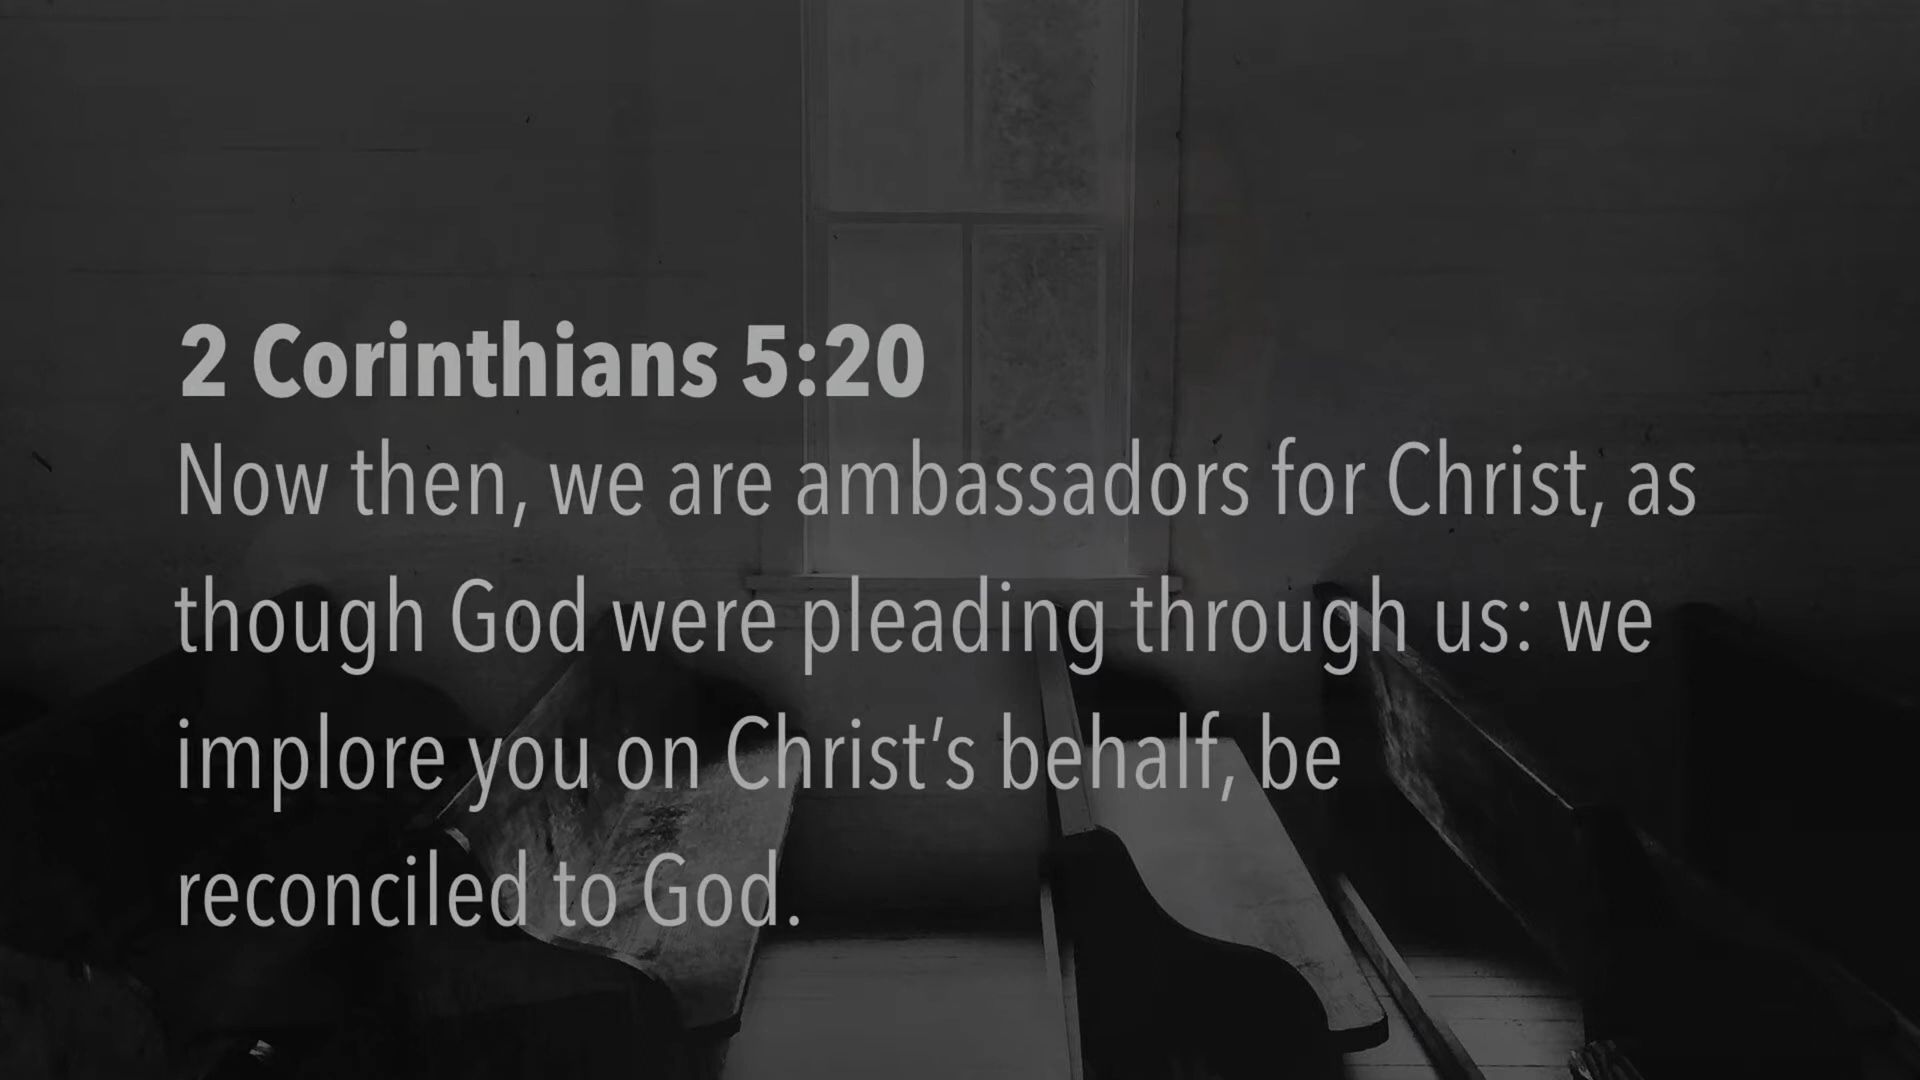 2 Corinthians 5:20
Now then, we are ambassadors for Christ, as
though God were pleading through us: we
implore you on Christ’s behalf, be
reconciled to God.